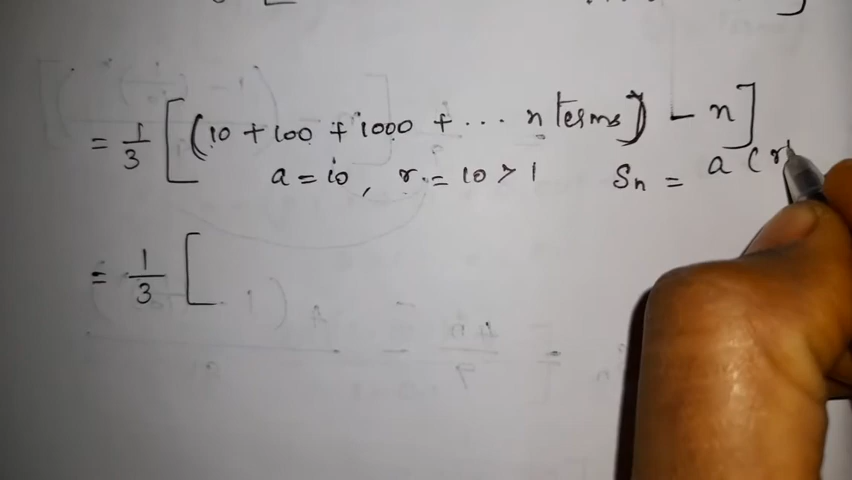 = 1/3 [(10 + 100 + 1000 + ... n terms) - n]
a = 10, r = 10 > 1 Sn = a (r
= 1/3 [